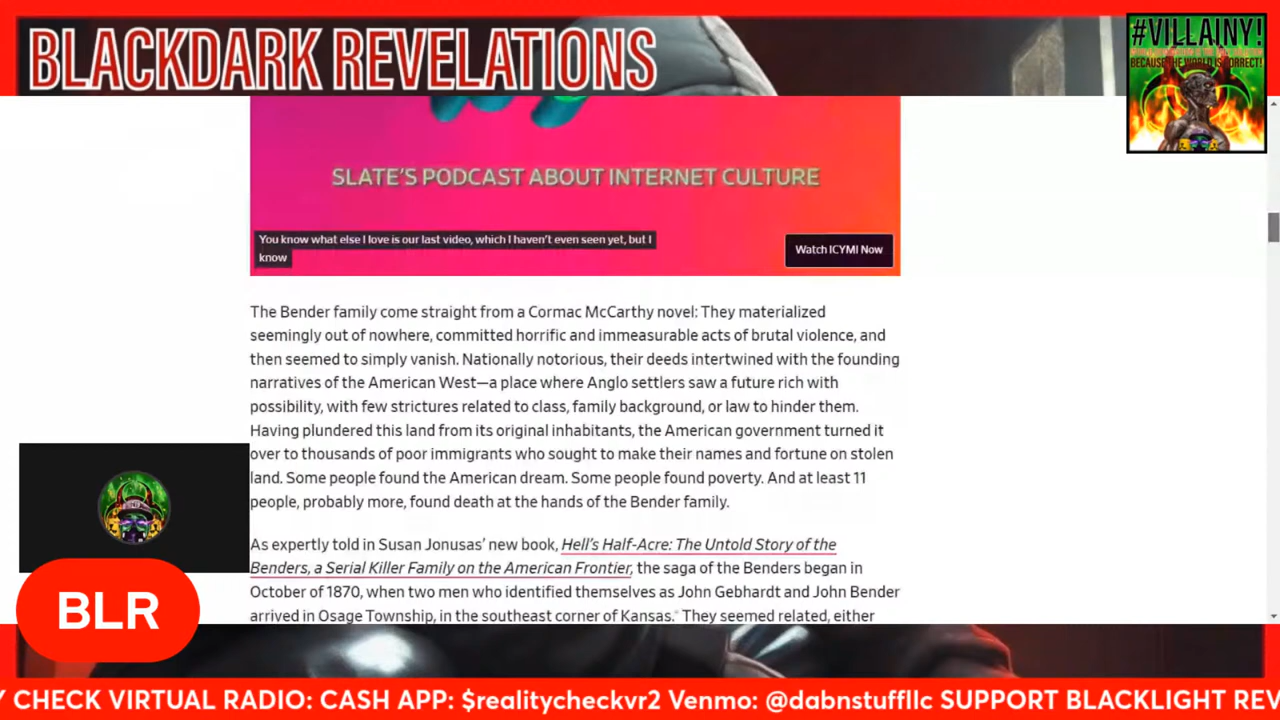 BLACKDARK REVELATIONS
#VILLAINY!
BECAUSE THE WORLD IS CORRECT!
SLATE'S PODCAST ABOUT INTERNET CULTURE
You know what else I love is our last video, which I haven't even seen yet, but I
know
Watch ICYMI Now
The Bender family come straight from a Cormac McCarthy novel: They materialized
seemingly out of nowhere, committed horrific and immeasurable acts of brutal violence, and
then seemed to simply vanish. Nationally notorious, their deeds intertwined with the founding
narratives of the American West—a place where Anglo settlers saw a future rich with
possibility, with few strictures related to class, family background, or law to hinder them.
Having plundered this land from its original inhabitants, the American government turned it
over to thousands of poor immigrants who sought to make their names and fortune on stolen
land. Some people found the American dream. Some people found poverty. And at least 11
people, probably more, found death at the hands of the Bender family.
As expertly told in Susan Jonusas' new book, Hell's Half-Acre: The Untold Story of the
Benders, a Serial Killer Family on the American Frontier, the saga of the Benders began in
October of 1870, when two men who identified themselves as John Gebhardt and John Bender
arrived in Osage Township, in the southeast corner of Kansas. They seemed related, either
BLR
Y CHECK VIRTUAL RADIO: CASH APP: $realitycheckvr2 Venmo: @dabnstuffllc SUPPORT BLACKLIGHT REV